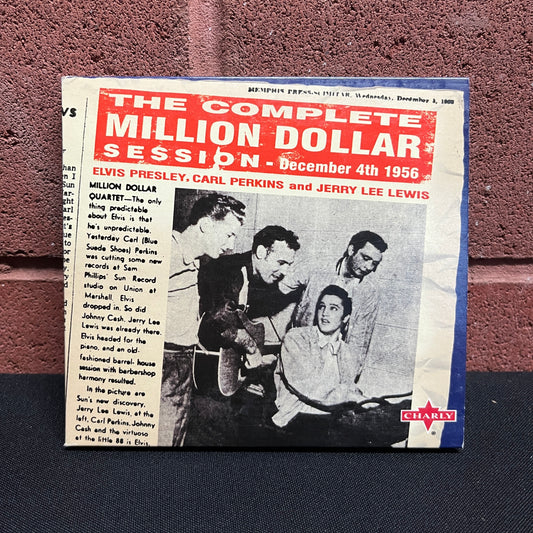 MEMPHIS PRESS-SCIMITAR, Wednesday, December
THE COMPLETE
MILLION DOLLAR
SESSION - December 4th 1956
ELVIS PRESLEY, CARL PERKINS and JERRY LEE LEWIS
MILLION DOLLAR
QUARTET—The only
thing predictable
about Elvis is that
he's unpredictable.
Yesterday Carl (Blue
Suede Shoes) Perkins
was cutting some new
records at Sam
Phillips' Sun Record
studio on Union at
Marshall. Elvis
dropped in. So did
Johnny Cash. Jerry Lee
Lewis was already there.
Elvis headed for the
piano, and an old-
fashioned barrel- house
session with barbershop
harmony resulted.
In the picture are
Sun's new discovery,
Jerry Lee Lewis, at the
left, Carl Perkins, Johnny
Cash and the virtuoso
at the little 88 is Elvis.
CHARLY
®